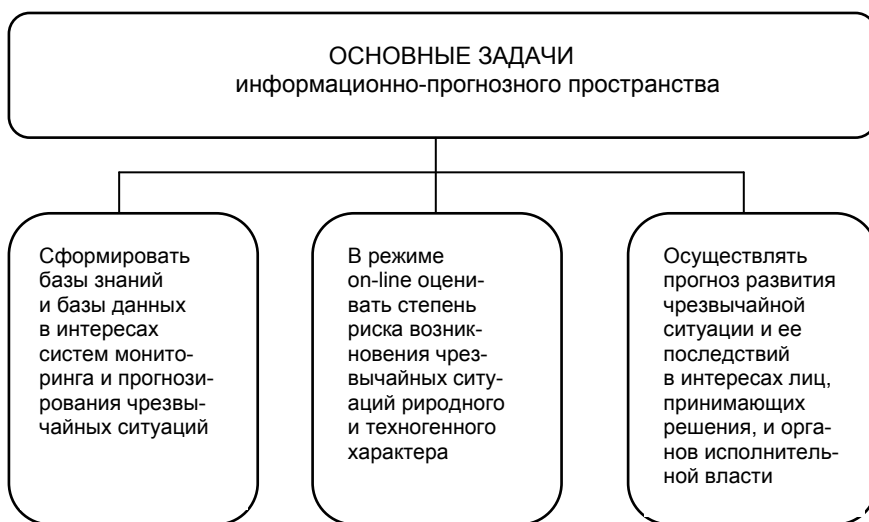 ОСНОВНЫЕ ЗАДАЧИ
информационно-прогнозного пространства
Сформировать
базы знаний
и базы данных
в интересах
систем монито-
ринга и прогнози-
рования чрезвы-
чайных ситуаций
В режиме
on-line оцени-
вать степень
риска возник-
новения чрез-
вычайных ситу-
аций риродного
и техногенного
характера
Осуществлять
прогноз развития
чрезвычайной
ситуации и ее
последствий
в интересах лиц,
принимающих
решения, и орга-
нов исполнитель-
ной власти